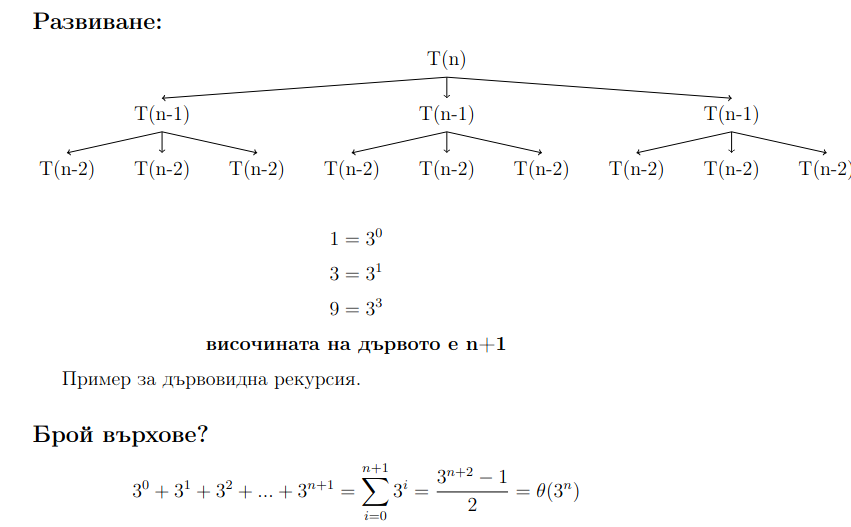 Развиване:
T(n)
T(n-1) T(n-1) T(n-1)
T(n-2) T(n-2) T(n-2) T(n-2) T(n-2) T(n-2) T(n-2) T(n-2) T(n-2)
1 = 3^0
3 = 3^1
9 = 3^3
височината на дървото е n+1
Пример за дървовидна рекурсия.
Брой върхове?
3^0 + 3^1 + 3^2 + ... + 3^{n+1} = \sum_{i=0}^{n+1} 3^i = \frac{3^{n+2} − 1}{2} = θ(3^n)